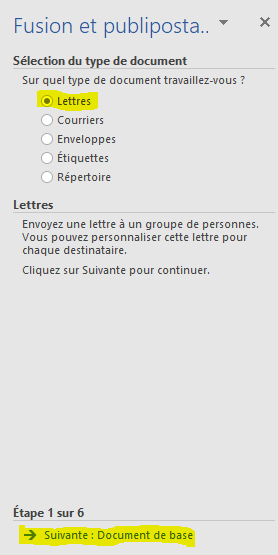 Fusion et publiposta..
Sélection du type de document
Sur quel type de document travaillez-vous ?
Lettres
Courriers
Enveloppes
Étiquettes
Répertoire
Lettres
Envoyez une lettre à un groupe de personnes.
Vous pouvez personnaliser cette lettre pour
chaque destinataire.
Cliquez sur Suivante pour continuer.
Étape 1 sur 6
Suivante : Document de base